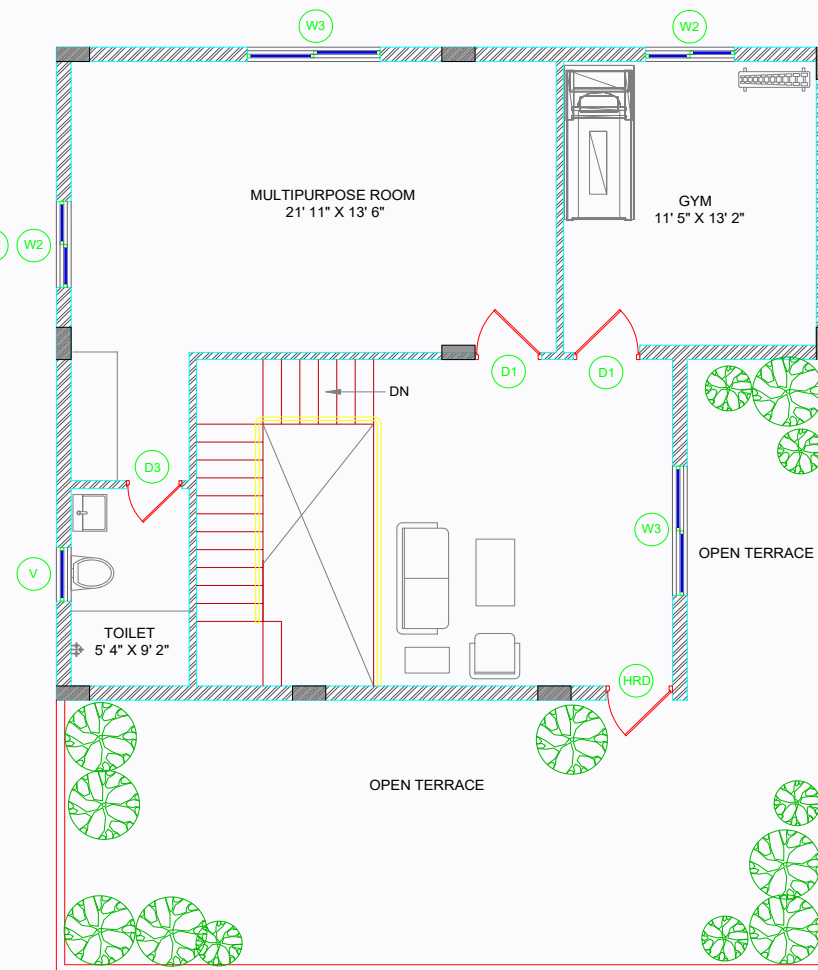 W3
W2
MULTIPURPOSE ROOM
21' 11" X 13' 6"
GYM
11' 5" X 13' 2"
W2
D1
D1
DN
D3
W3
OPEN TERRACE
V
TOILET
5' 4" X 9' 2"
HRD
OPEN TERRACE